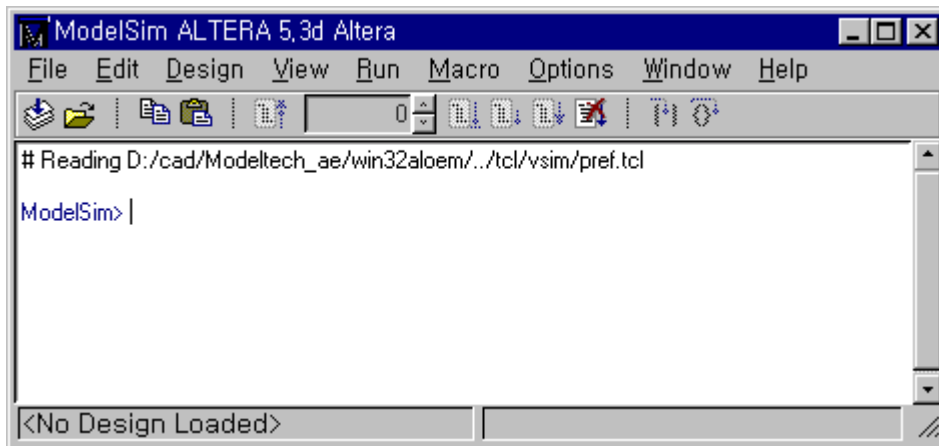 ModelSim ALTERA 5.3d Altera
File Edit Design View Run Macro Options Window Help
0
# Reading D:/cad/Modeltech_ae/win32aloem/../tcl/vsim/pref.tcl
ModelSim>
<No Design Loaded>